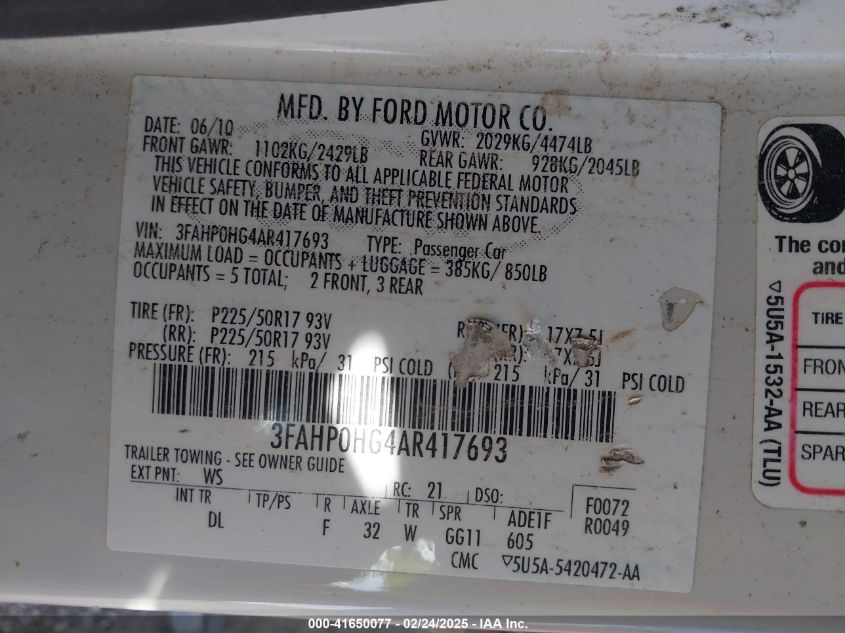 MFD. BY FORD MOTOR CO.
DATE: 06/10 GVWR: 2029KG/4474LB
FRONT GAWR: 1102KG/2429LB REAR GAWR: 928KG/2045LB
THIS VEHICLE CONFORMS TO ALL APPLICABLE FEDERAL MOTOR
VEHICLE SAFETY, BUMPER, AND THEFT PREVENTION STANDARDS
IN EFFECT ON THE DATE OF MANUFACTURE SHOWN ABOVE.
VIN: 3FAHP0HG4AR417693 TYPE: Passenger Car
MAXIMUM LOAD = OCCUPANTS + LUGGAGE = 385KG/ 850LB
OCCUPANTS = 5 TOTAL; 2 FRONT, 3 REAR
TIRE (FR): P225/50R17 93V (FR): 17X7.5J
(RR): P225/50R17 93V (RR):
PRESSURE (FR): 215 kPa/ 31 PSI COLD 215 kPa/ 31 PSI COLD
3FAHP0HG4AR417693
TRAILER TOWING - SEE OWNER GUIDE
EXT PNT: WS RC: 21 DSO: F0072
INT TR TP/PS R AXLE TR SPR ADE1F R0049
DL F 32 W GG11 605
CMC ▽5U5A-5420472-AA
▽5U5A-1532-AA (TLU)
The
and
TIRE
FRON
REAR
SPAR
000-41650077 - 02/24/2025 - IAA Inc.